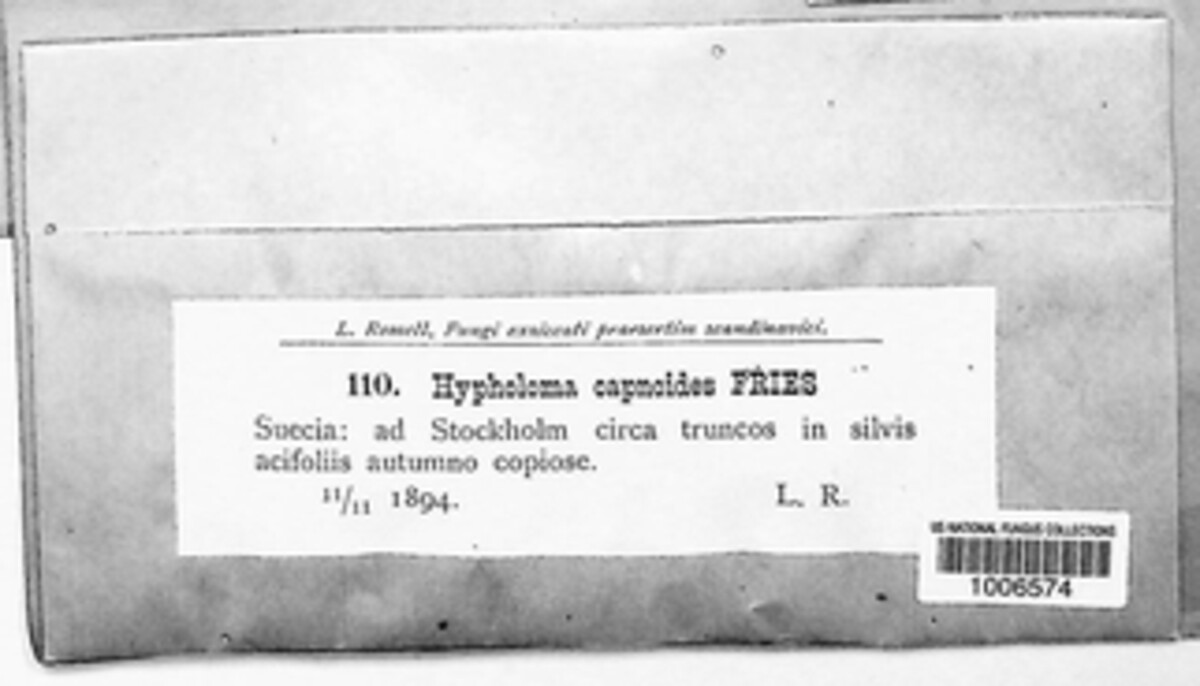 L. Romell, Fungi exsiccati praesertim scandinavici.
110. Hypholoma capnoides FRIES
Suecia: ad Stockholm circa truncos in silvis
acifoliis autumno copiose.
11/11 1894. L. R.
US NATIONAL FUNGUS COLLECTIONS
1006574